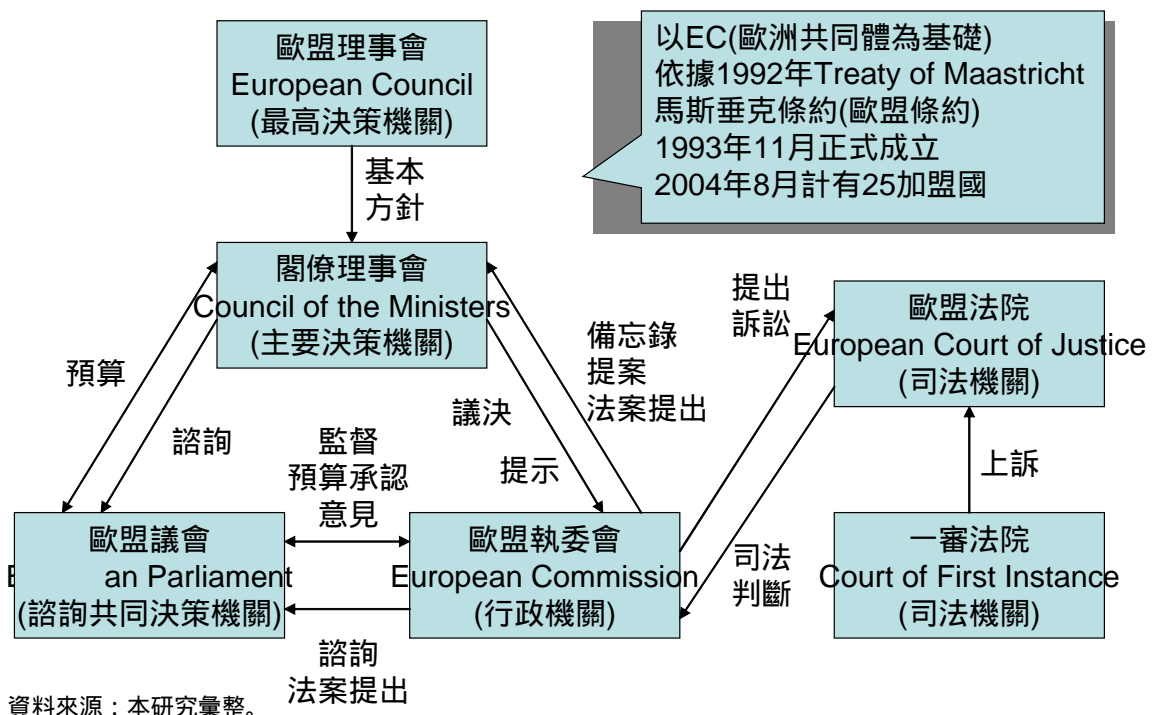 歐盟理事會
European Council
(最高決策機關)
以EC(歐洲共同體為基礎)
依據1992年Treaty of Maastricht
馬斯垂克條約(歐盟條約)
1993年11月正式成立
2004年8月計有25加盟國
基本
方針
閣僚理事會
Council of the Ministers
(主要決策機關)
提出
訴訟
歐盟法院
European Court of Justice
(司法機關)
備忘錄
提案
法案提出
預算
諮詢
議決
提示
監督
預算承認
意見
上訴
歐盟議會
an Parliament
(諮詢共同決策機關)
歐盟執委會
European Commission
(行政機關)
司法
判斷
一審法院
Court of First Instance
(司法機關)
諮詢
法案提出
資料來源：本研究彙整。